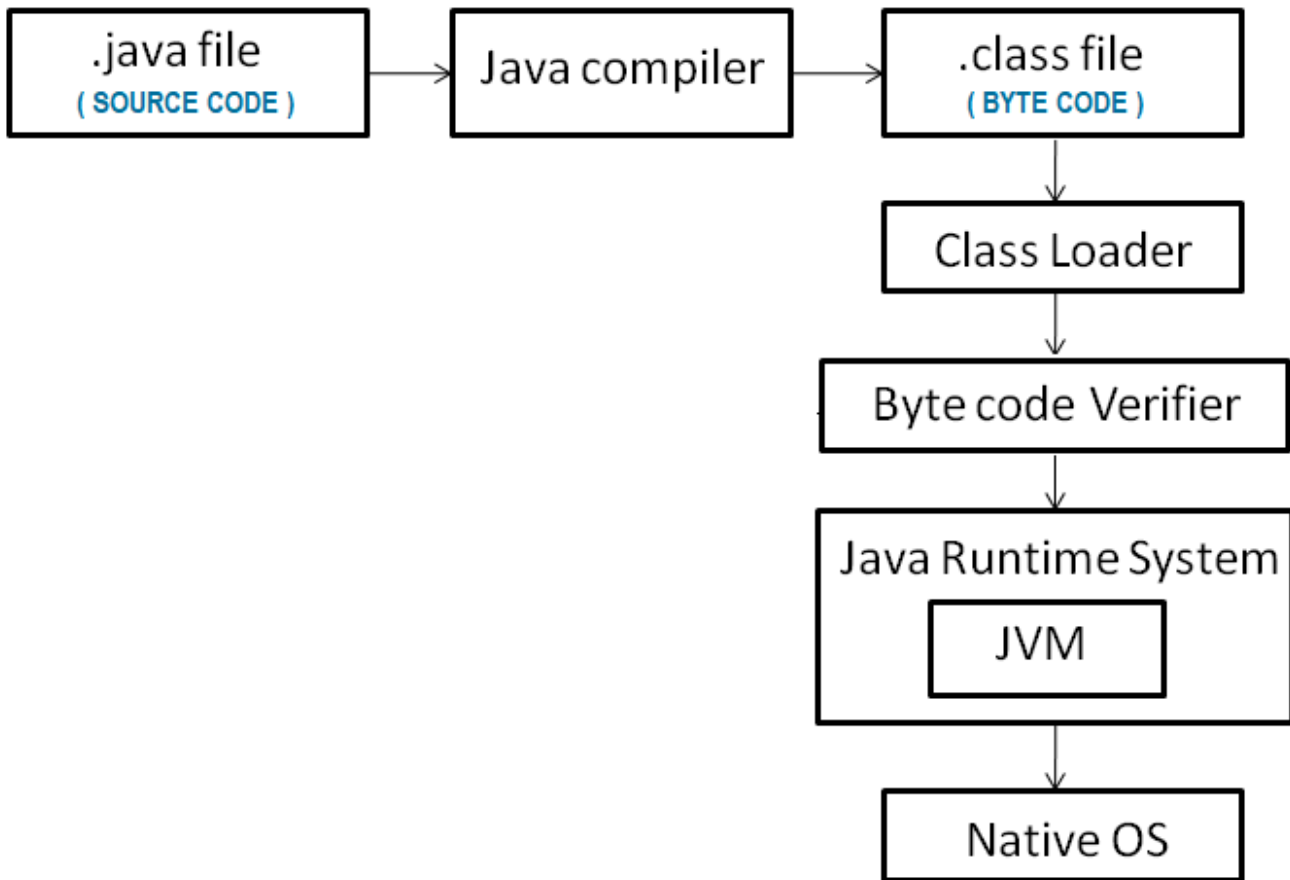 .java file
( SOURCE CODE )
Java compiler
.class file
( BYTE CODE )
Class Loader
Byte code Verifier
Java Runtime System
JVM
Native OS